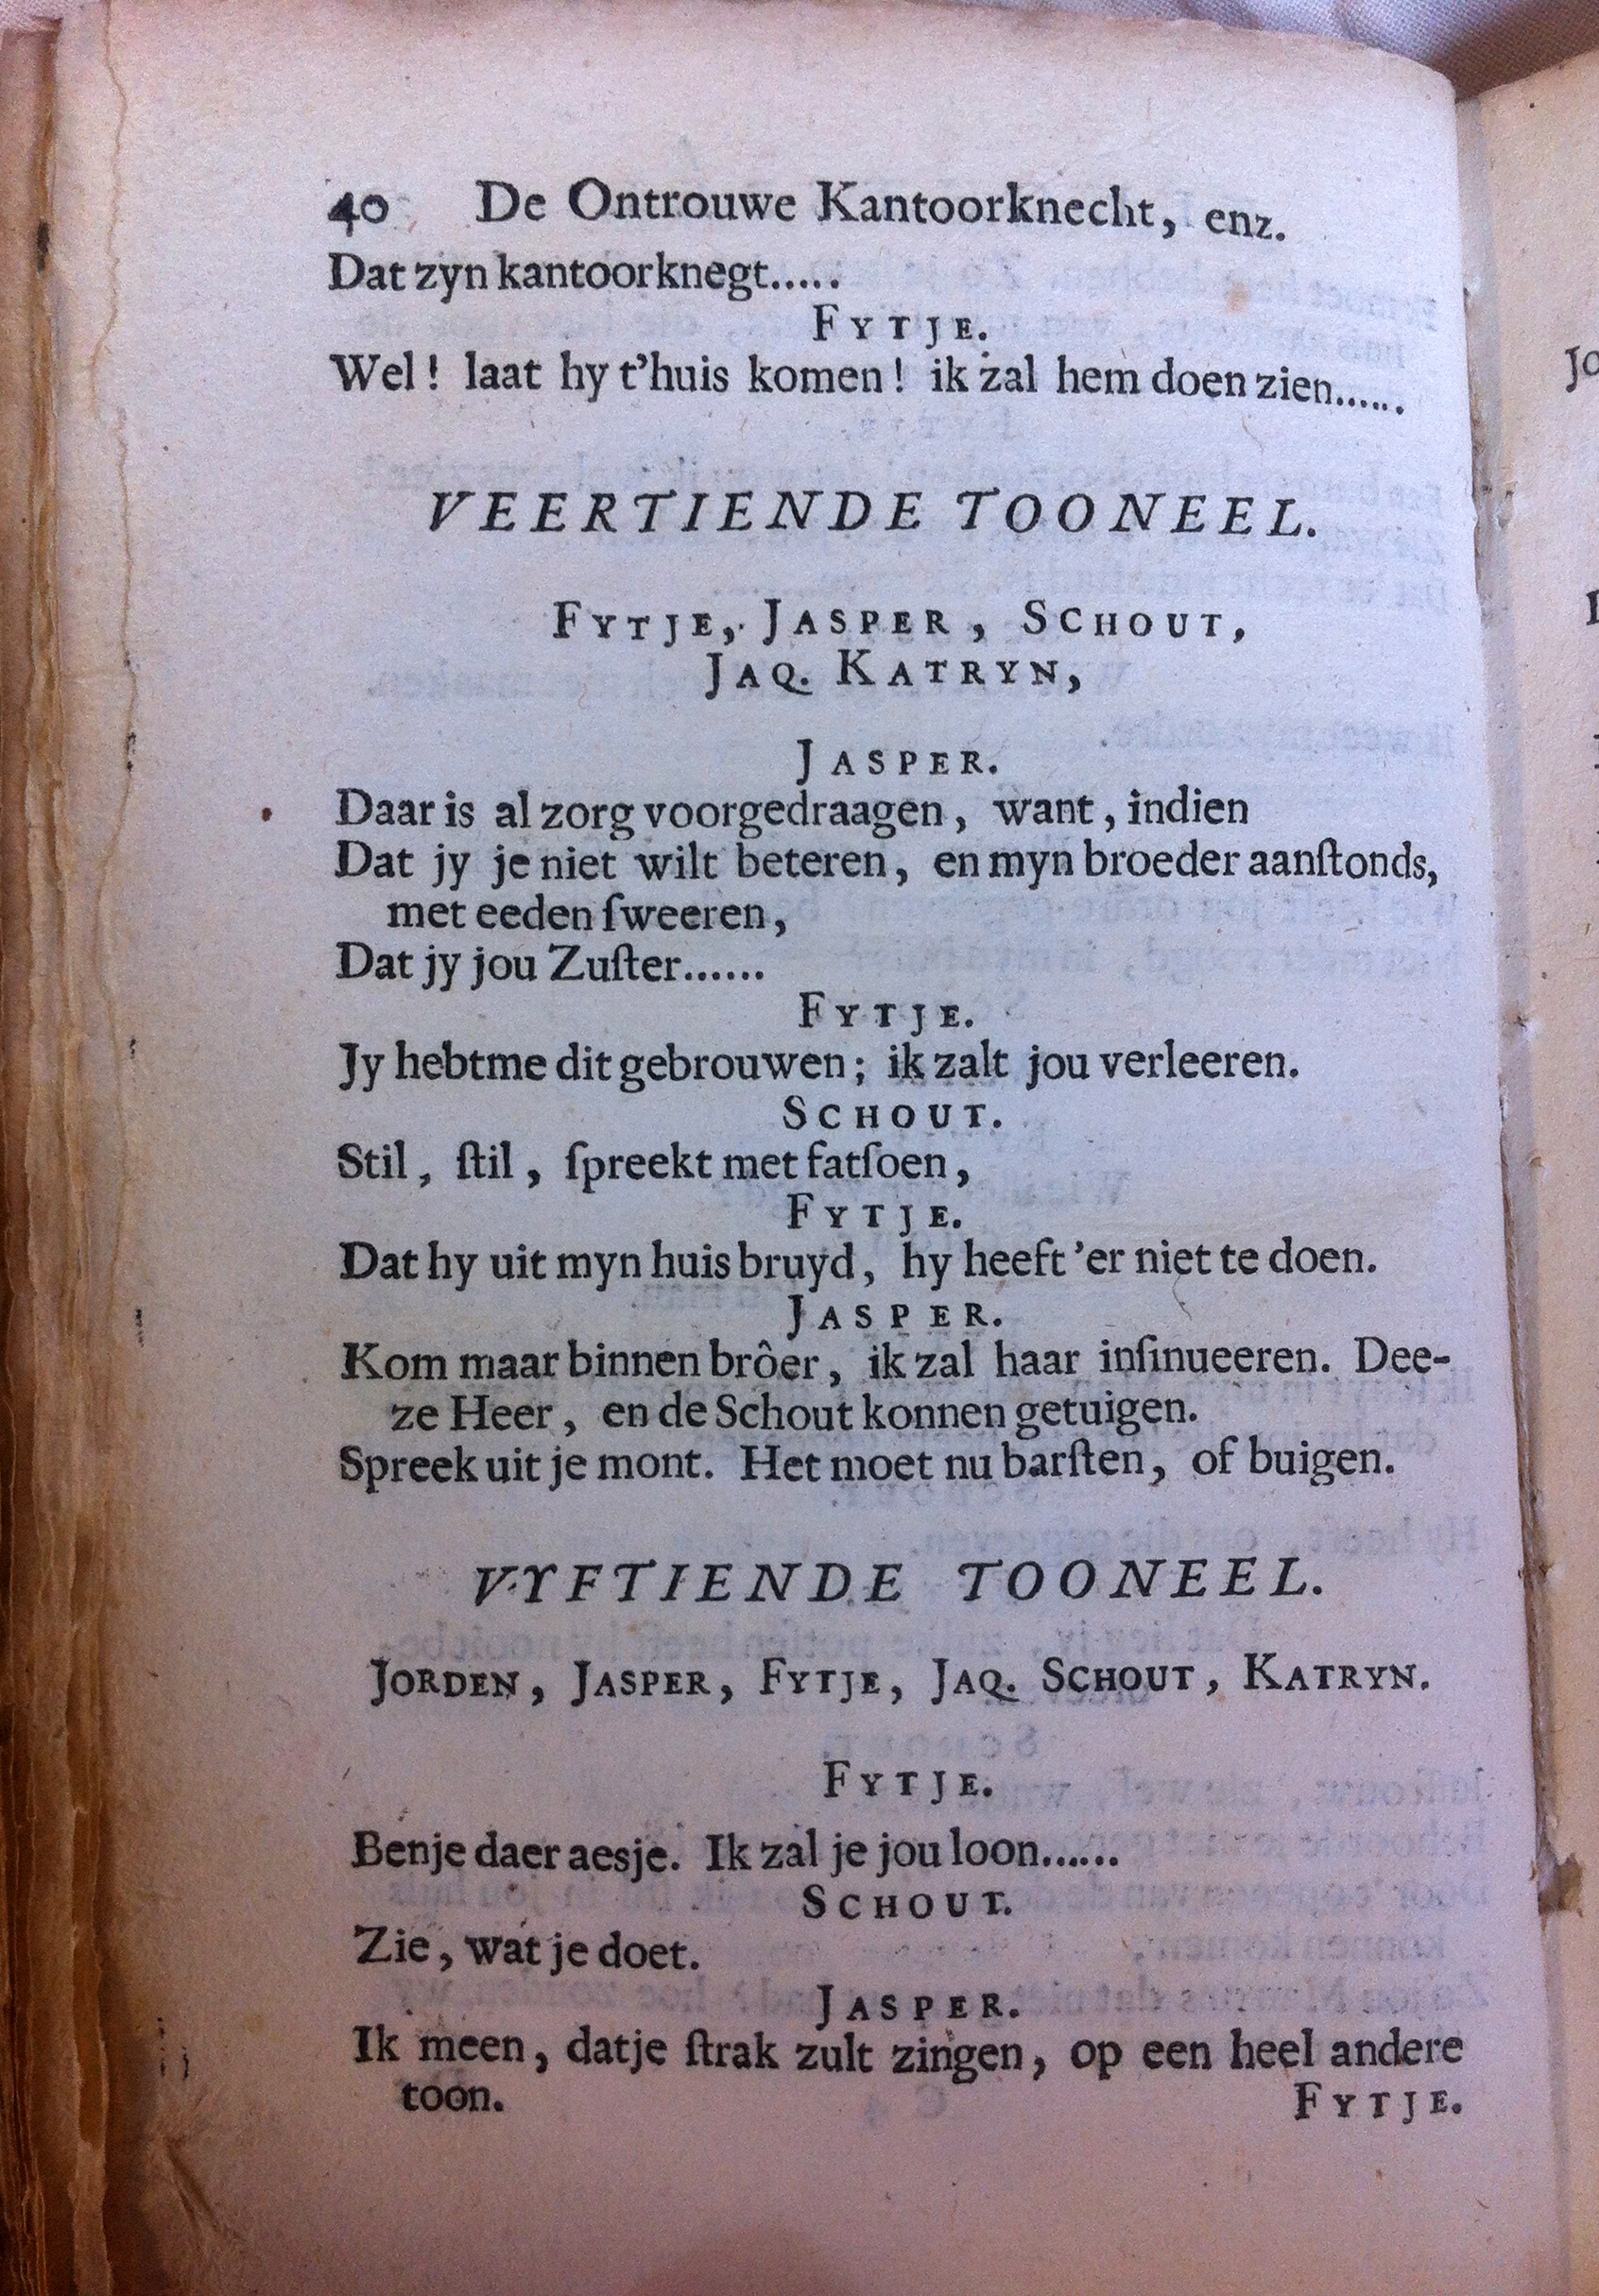 40 De Ontrouwe Kantoorknecht, enz.
Dat zyn kantoorknegt.....
FYTJE.
Wel! laat hy t'huis komen! ik zal hem doen zien......
VEERTIENDE TOONEEL.
FYTJE, JASPER, SCHOUT,
JAQ. KATRYN,
JASPER.
Daar is al zorg voorgedraagen, want, indien
Dat jy je niet wilt beteren, en myn broeder aanſtonds,
met eeden ſweeren,
Dat jy jou Zuſter......
FYTJE.
Jy hebtme dit gebrouwen; ik zalt jou verleeren.
SCHOUT.
Stil, ſtil, ſpreekt met fatſoen,
FYTJE.
Dat hy uit myn huis bruyd, hy heeft 'er niet te doen.
JASPER.
Kom maar binnen brôer, ik zal haar inſinueeren. Dee-
ze Heer, en de Schout konnen getuigen.
Spreek uit je mont. Het moet nu barſten, of buigen.
VYFTIENDE TOONEEL.
JORDEN, JASPER, FYTJE, JAQ. SCHOUT, KATRYN.
FYTJE.
Benje daer aesje. Ik zal je jou loon......
SCHOUT.
Zie, wat je doet.
JASPER.
Ik meen, datje ſtrak zult zingen, op een heel andere
toon. FYTJE.